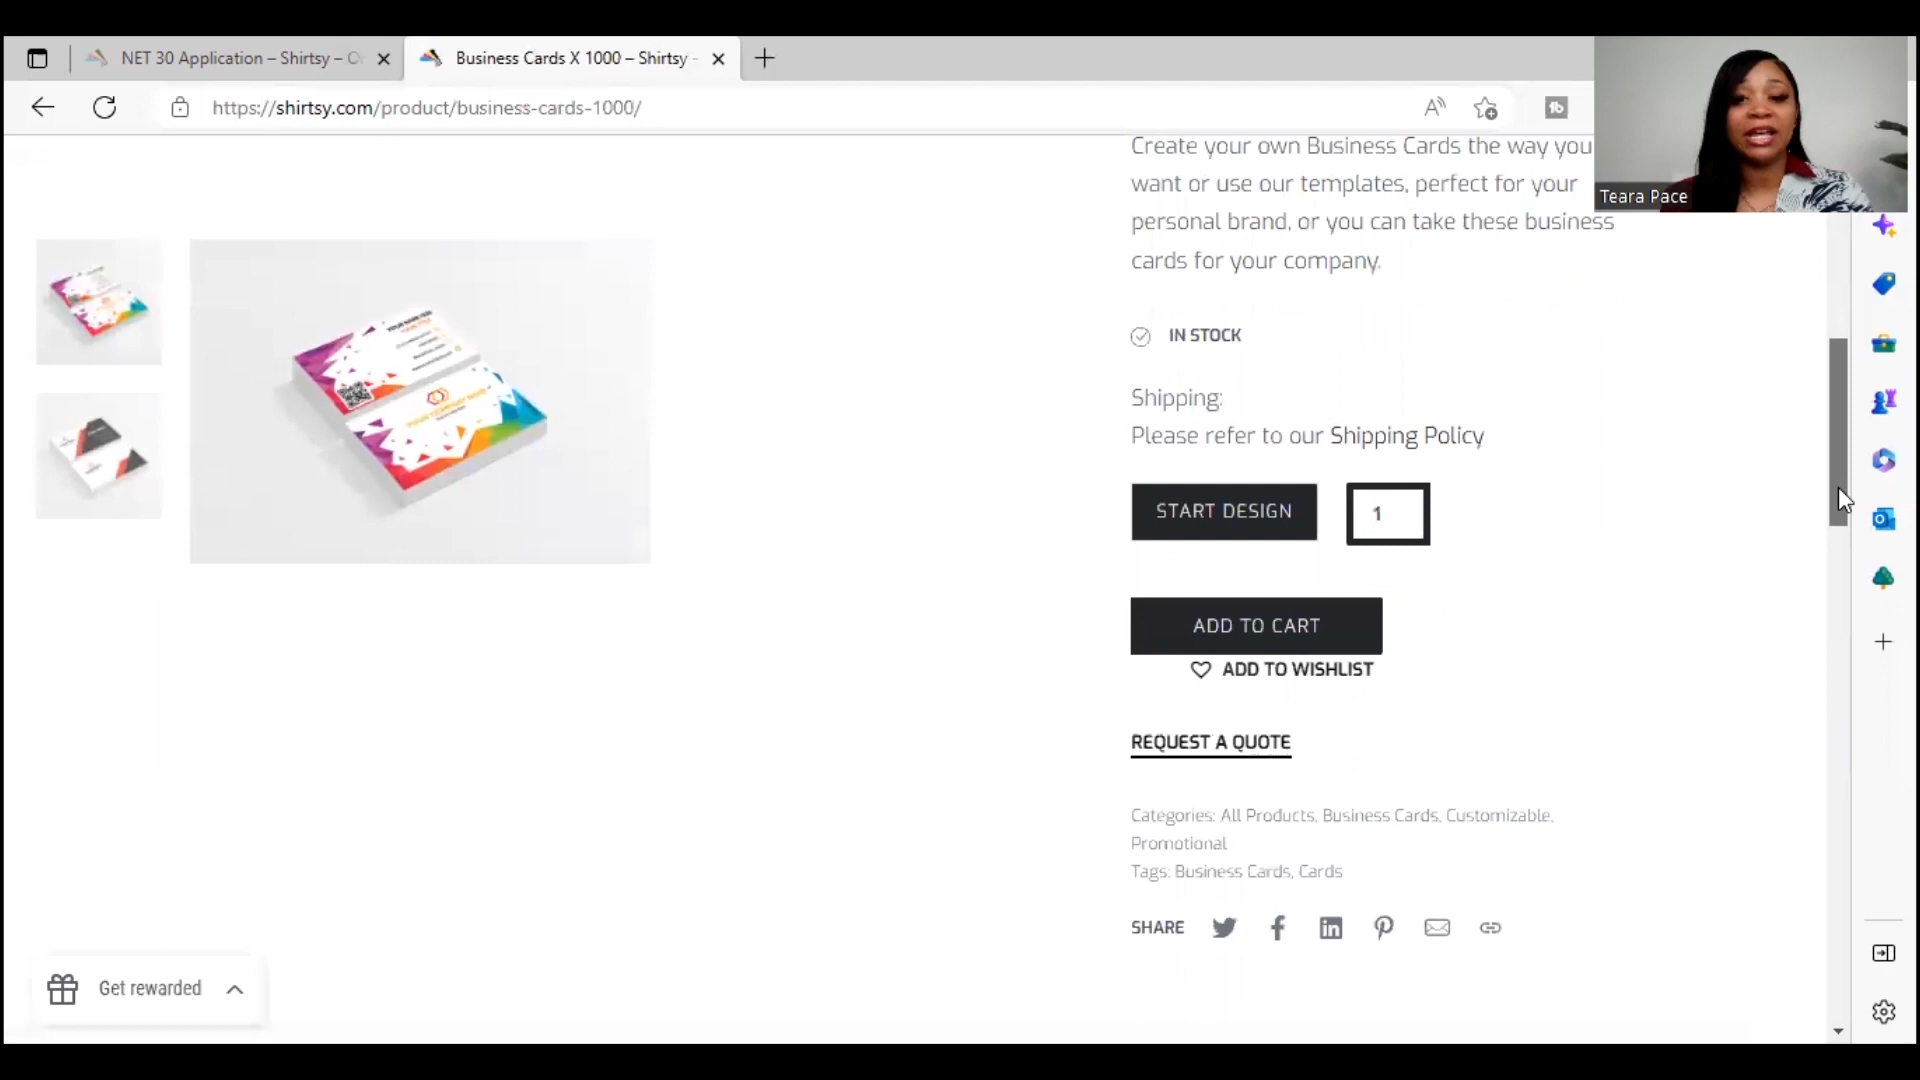 NET 30 Application – Shirtsy – O
Business Cards X 1000 – Shirtsy -
https://shirtsy.com/product/business-cards-1000/
Teara Pace
Create your own Business Cards the way you
want or use our templates, perfect for your
personal brand, or you can take these business
cards for your company.
IN STOCK
Shipping:
Please refer to our Shipping Policy
START DESIGN
1
ADD TO CART
ADD TO WISHLIST
REQUEST A QUOTE
Categories: All Products, Business Cards, Customizable,
Promotional
Tags: Business Cards, Cards
SHARE
Get rewarded